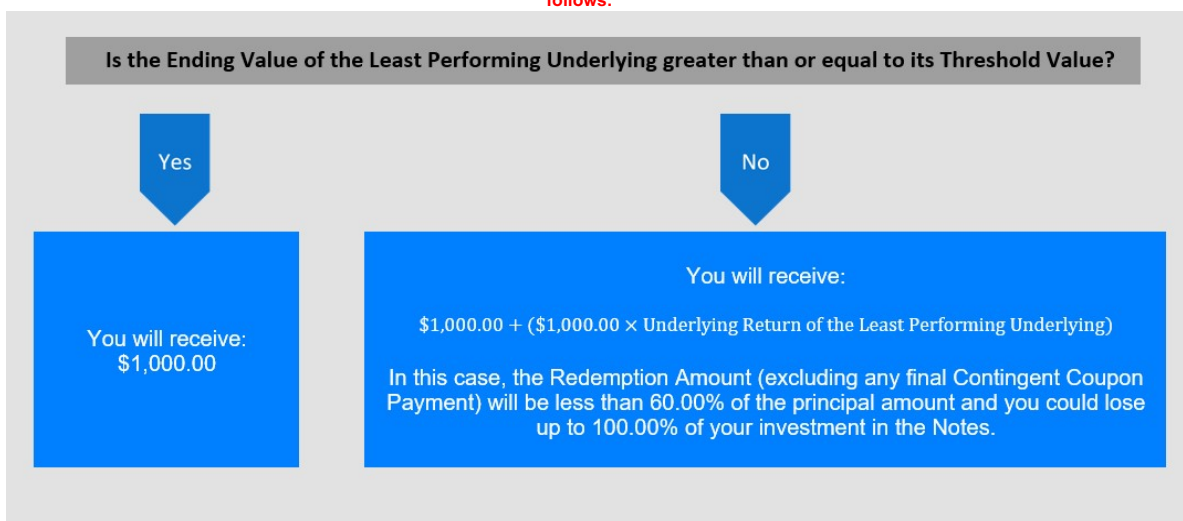 follows:
Is the Ending Value of the Least Performing Underlying greater than or equal to its Threshold Value?
Yes
No
You will receive:
$1,000.00
You will receive:
$1,000.00 + ($1,000.00 × Underlying Return of the Least Performing Underlying)
In this case, the Redemption Amount (excluding any final Contingent Coupon
Payment) will be less than 60.00% of the principal amount and you could lose
up to 100.00% of your investment in the Notes.